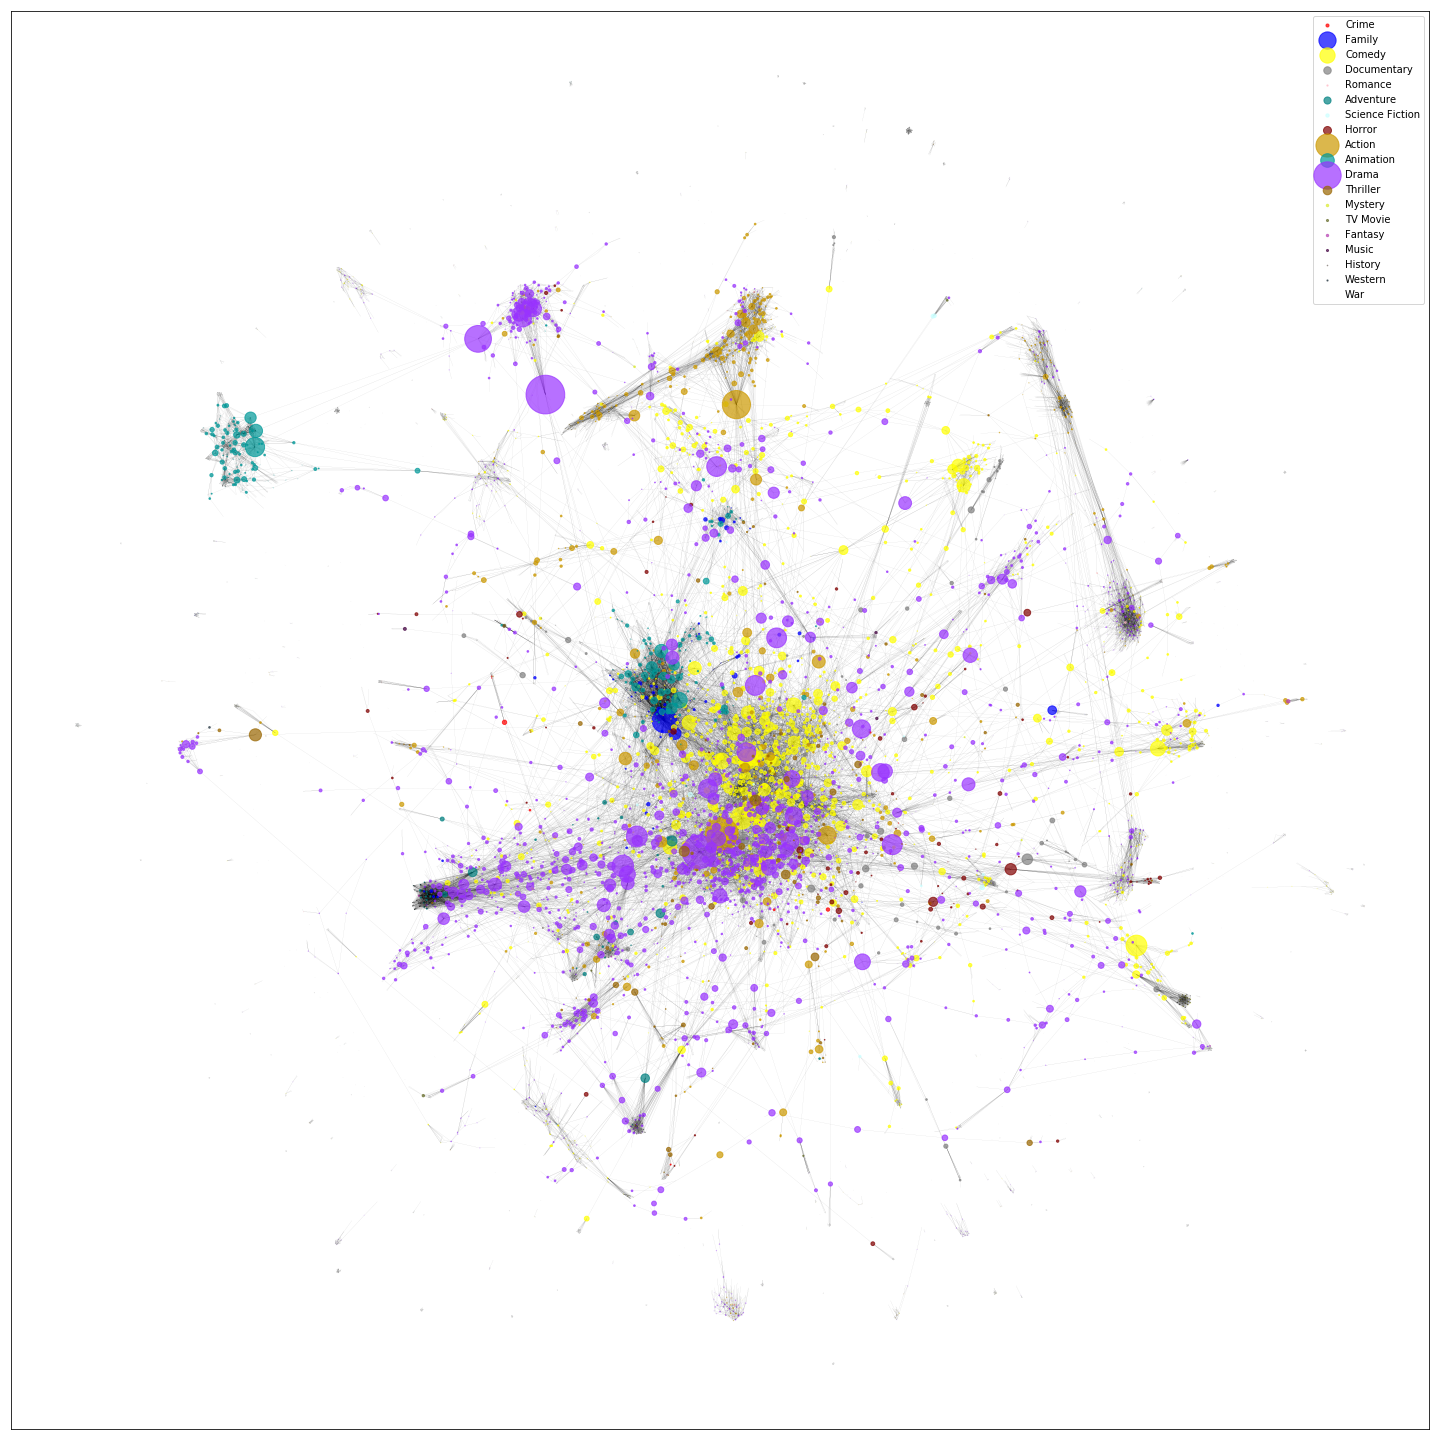 Crime
Family
Comedy
Documentary
Romance
Adventure
Science Fiction
Horror
Action
Animation
Drama
Thriller
Mystery
TV Movie
Fantasy
Music
History
Western
War